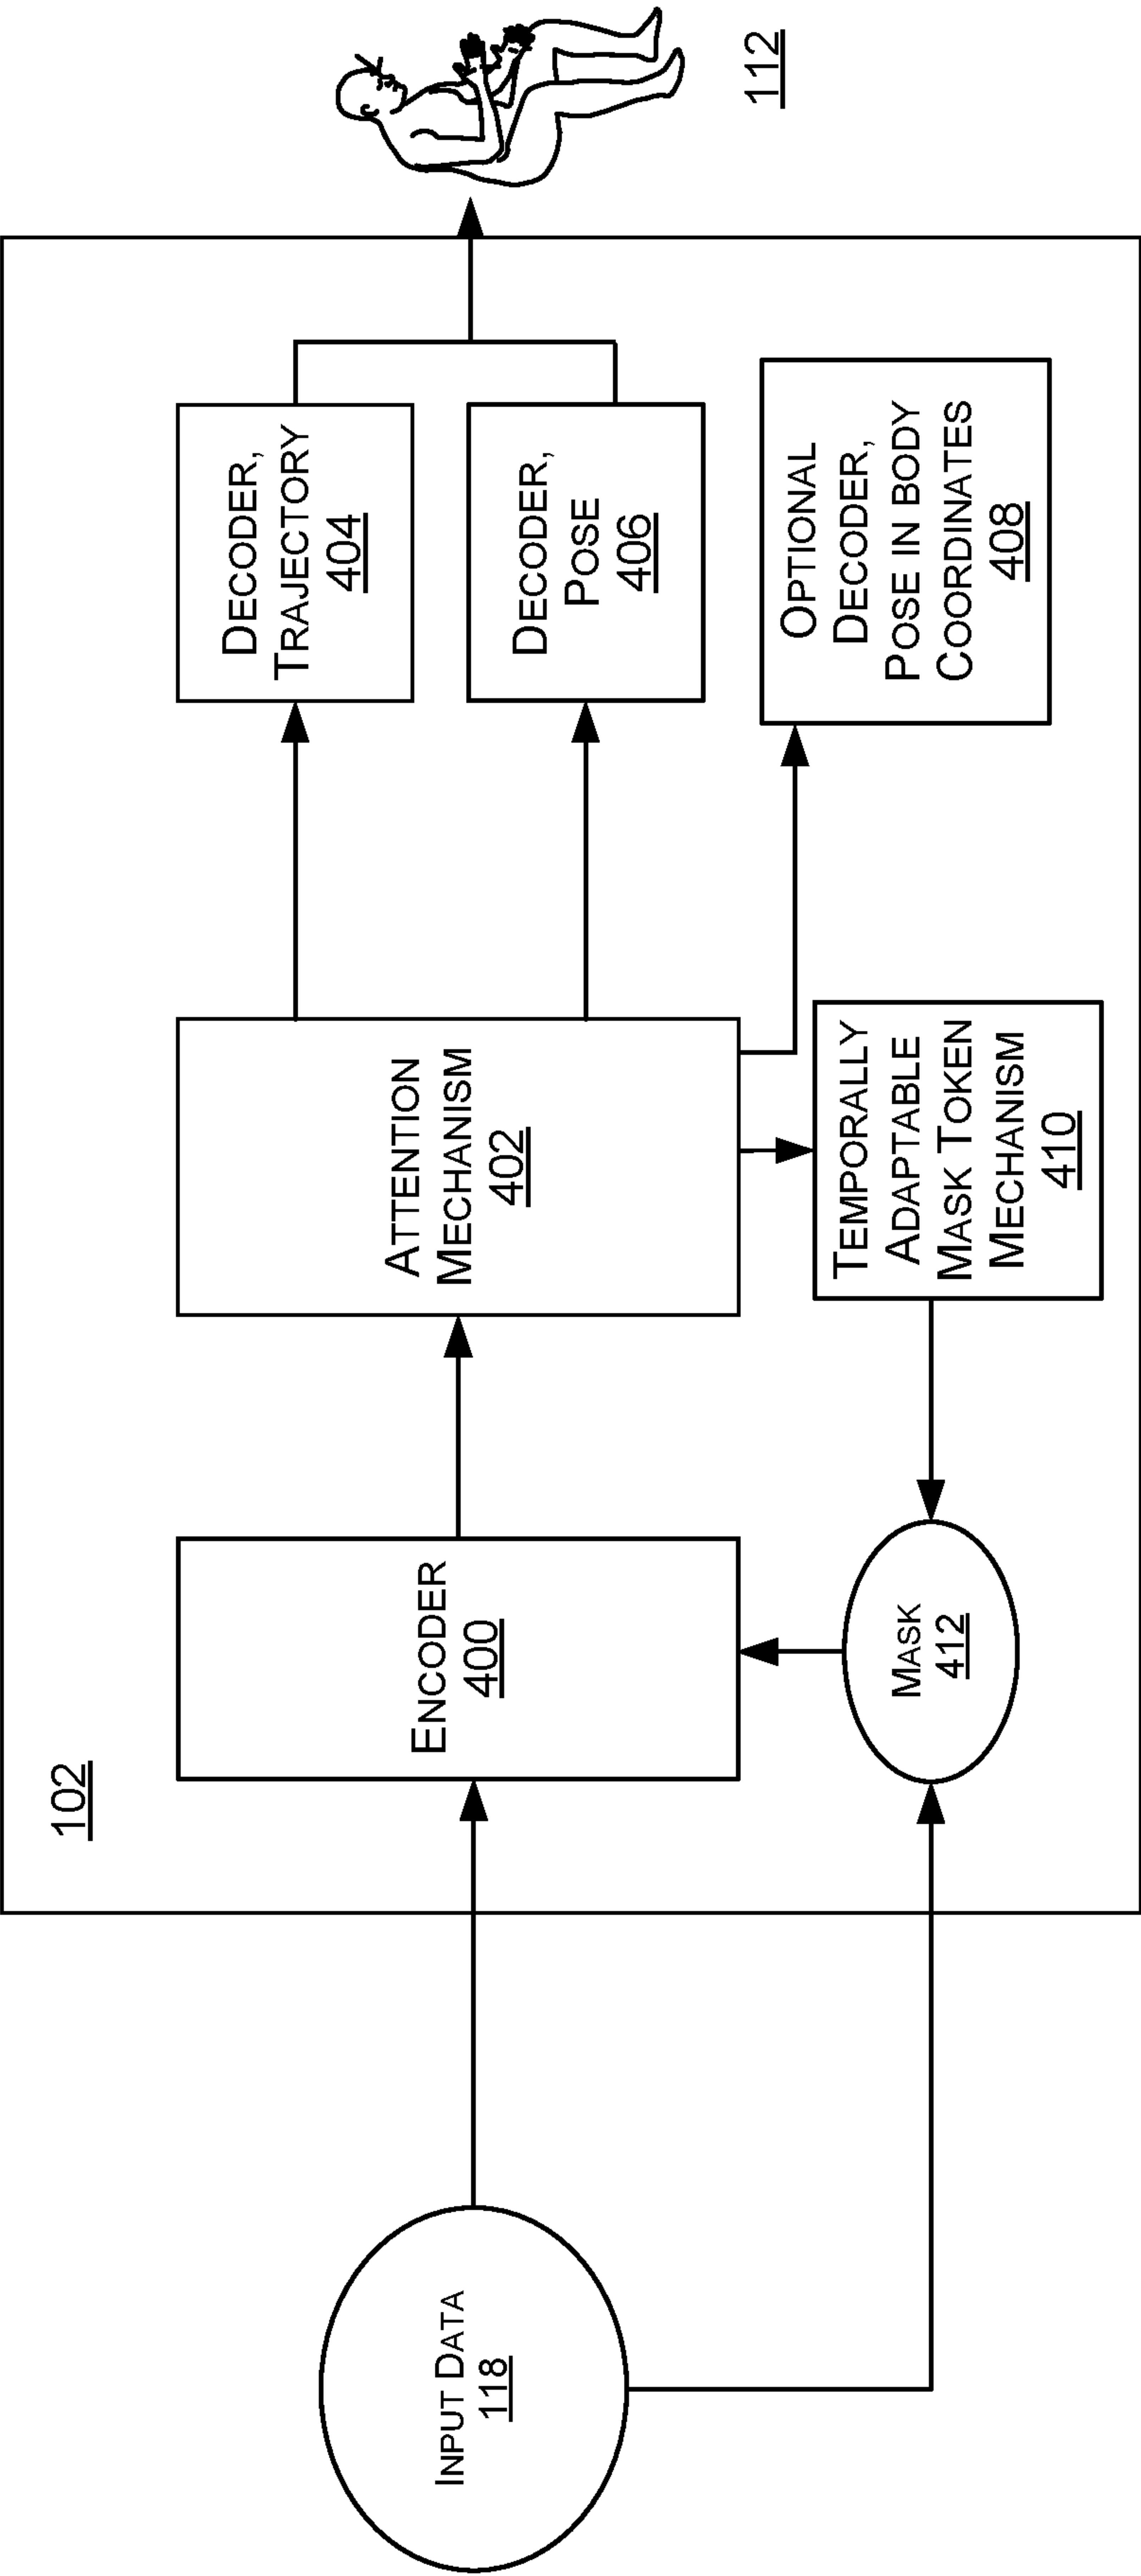 102
INPUT DATA
118
ENCODER
400
MASK
412
ATTENTION
MECHANISM
402
TEMPORALLY
ADAPTABLE
MASK TOKEN
MECHANISM
410
DECODER,
TRAJECTORY
404
DECODER,
POSE
406
OPTIONAL
DECODER,
POSE IN BODY
COORDINATES
408
112